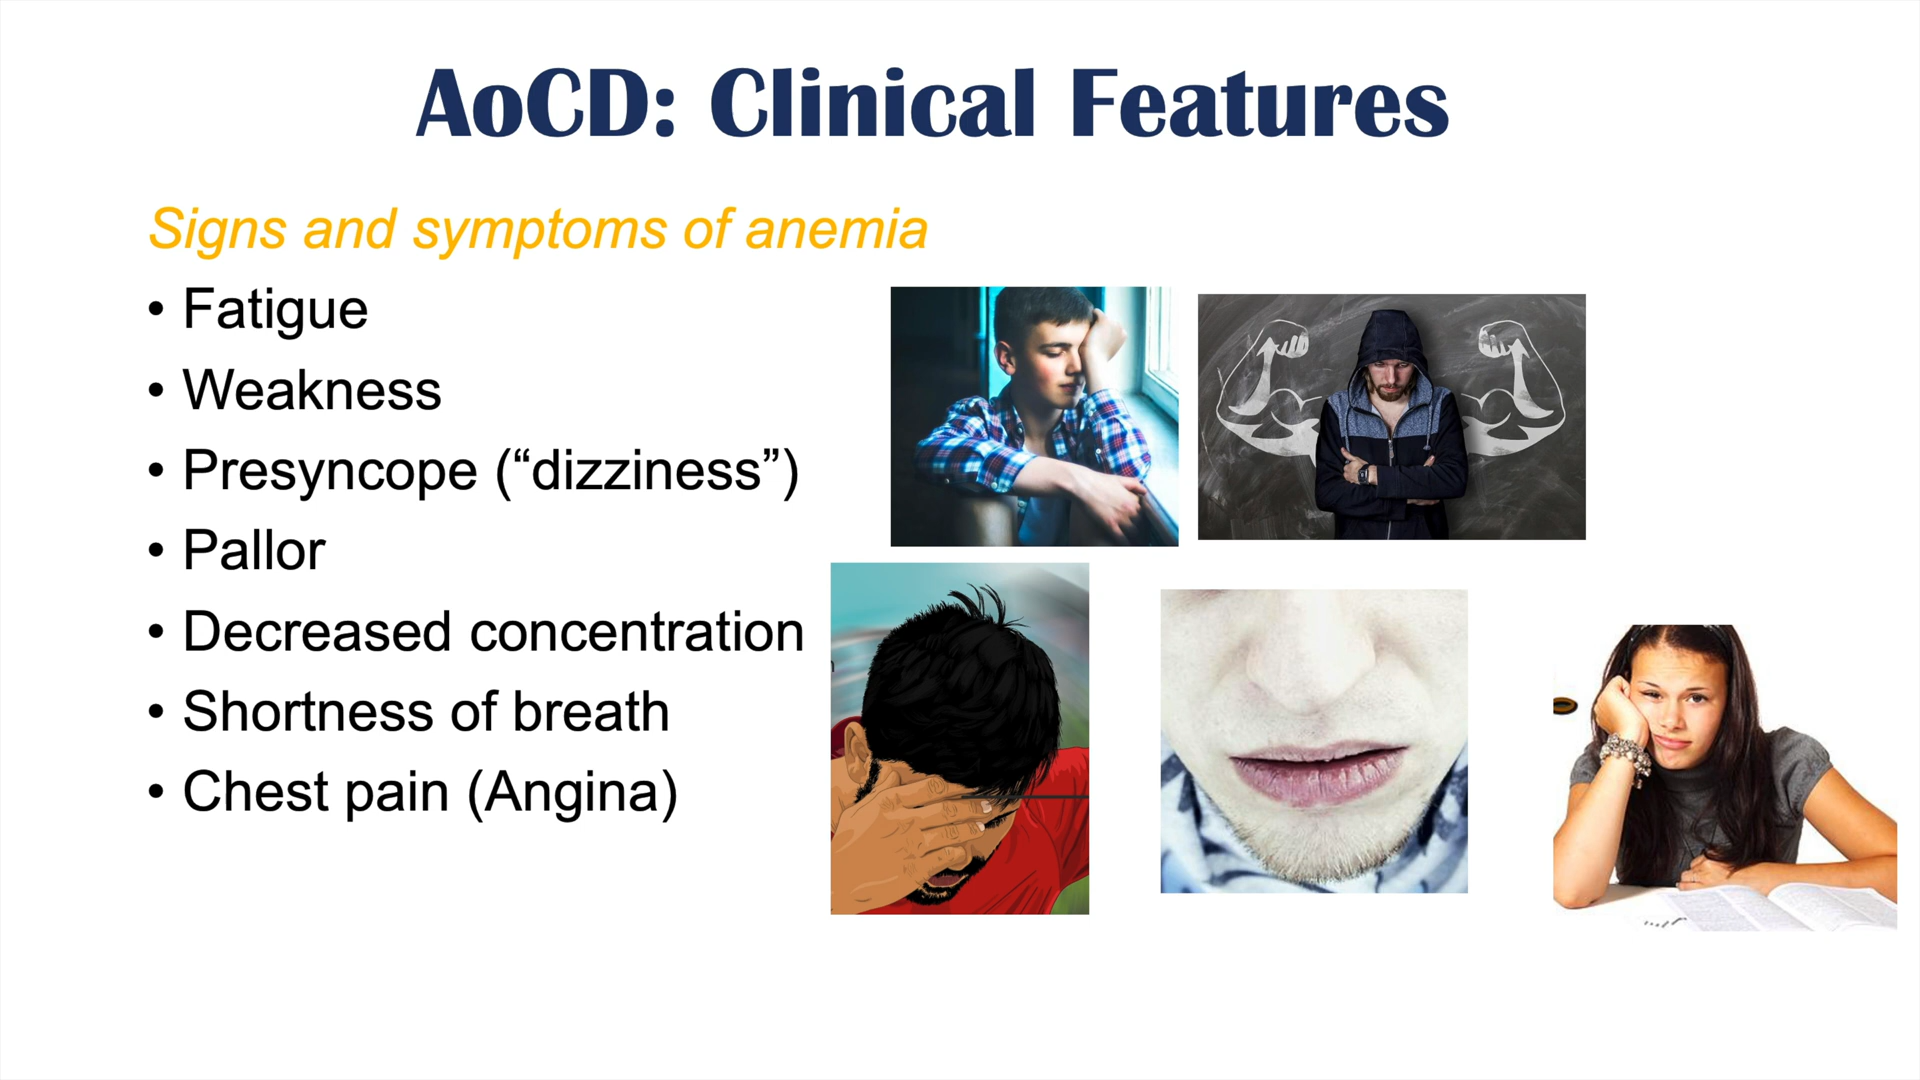 AoCD: Clinical Features
Signs and symptoms of anemia
• Fatigue
• Weakness
• Presyncope (“dizziness”)
• Pallor
• Decreased concentration
• Shortness of breath
• Chest pain (Angina)